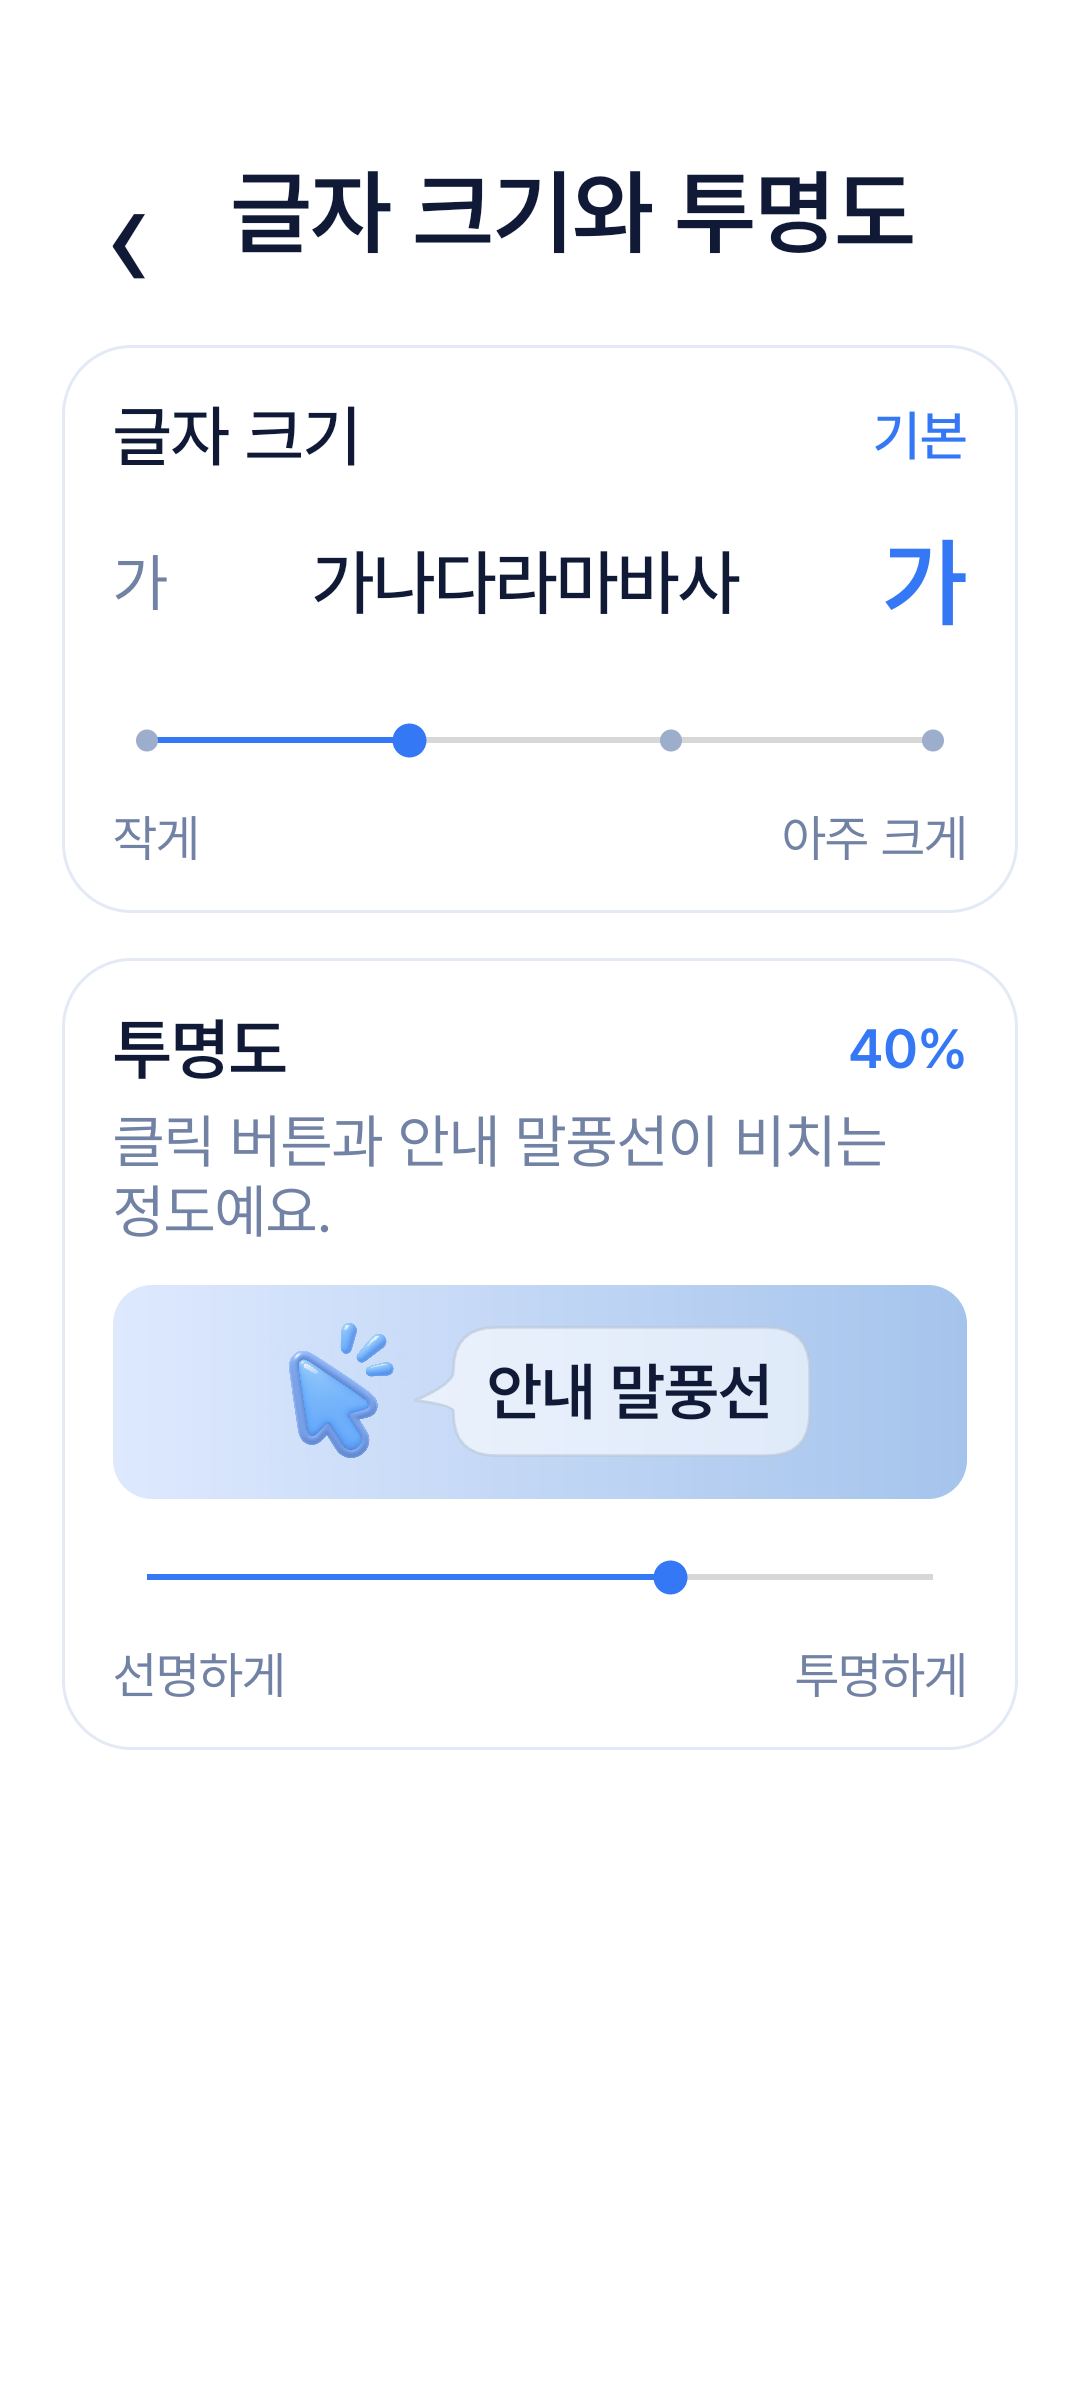 글자 크기와 투명도
글자 크기
기본
가
가나다라마바사
가
작게
아주 크게
투명도
40%
클릭 버튼과 안내 말풍선이 비치는
정도예요.
안내 말풍선
선명하게
투명하게